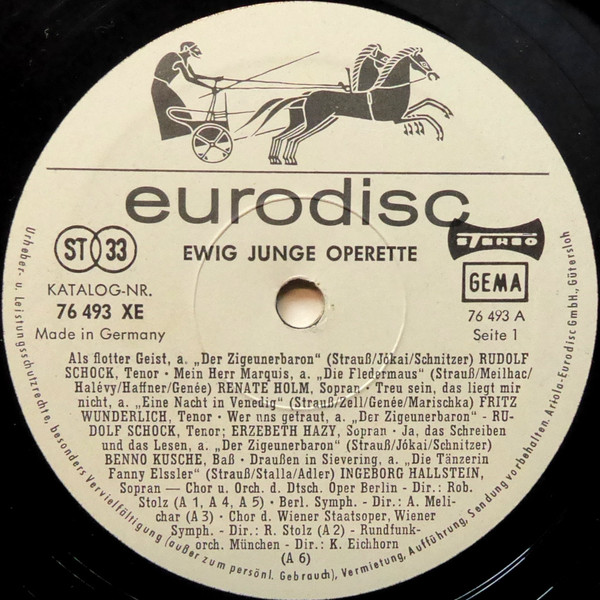 eurodisc
ST 33
EWIG JUNGE OPERETTE
STEREO
GEMA
KATALOG-NR.
76 493 XE
Made in Germany
76 493 A
Seite 1
Als flotter Geist, a. „Der Zigeunerbaron“ (Strauß/Jókai/Schnitzer) RUDOLF
SCHOCK, Tenor · Mein Herr Marquis, a. „Die Fledermaus“ (Strauß/Meilhac/
Halévy/Haffner/Genée) RENATE HOLM, Sopran · Treu sein, das liegt mir
nicht, a. „Eine Nacht in Venedig“ (Strauß/Zell/Genée/Marischka) FRITZ
WUNDERLICH, Tenor · Wer uns getraut, a. „Der Zigeunerbaron“ - RU-
DOLF SCHOCK, Tenor; ERZEBETH HAZY, Sopran · Ja, das Schreiben
und das Lesen, a. „Der Zigeunerbaron“ (Strauß/Jókai/Schnitzer)
BENNO KUSCHE, Baß · Draußen in Sievering, a. „Die Tänzerin
Fanny Elssler“ (Strauß/Stalla/Adler) INGEBORG HALLSTEIN,
Sopran — Chor u. Orch. d. Dtsch. Oper Berlin - Dir.: Rob.
Stolz (A 1, A 4, A 5) · Berl. Symph. - Dir.: A. Meli-
char (A 3) · Chor d. Wiener Staatsoper, Wiener
Symph. - Dir.: R. Stolz (A 2) - Rundfunk-
orch. München - Dir.: K. Eichhorn
(A 6)
Urheber- u. Leistungsschutzrechte, besonders Vervielfältigung (außer zum persönl. Gebrauch), Vermietung, Aufführung, Sendung vorbehalten. Ariola-Eurodisc GmbH., Gütersloh